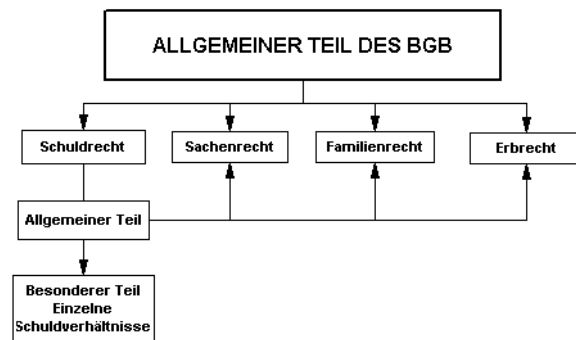 ALLGEMEINER TEIL DES BGB
Schuldrecht
Sachenrecht
Familienrecht
Erbrecht
Allgemeiner Teil
Besonderer Teil
Einzelne
Schuldverhältnisse